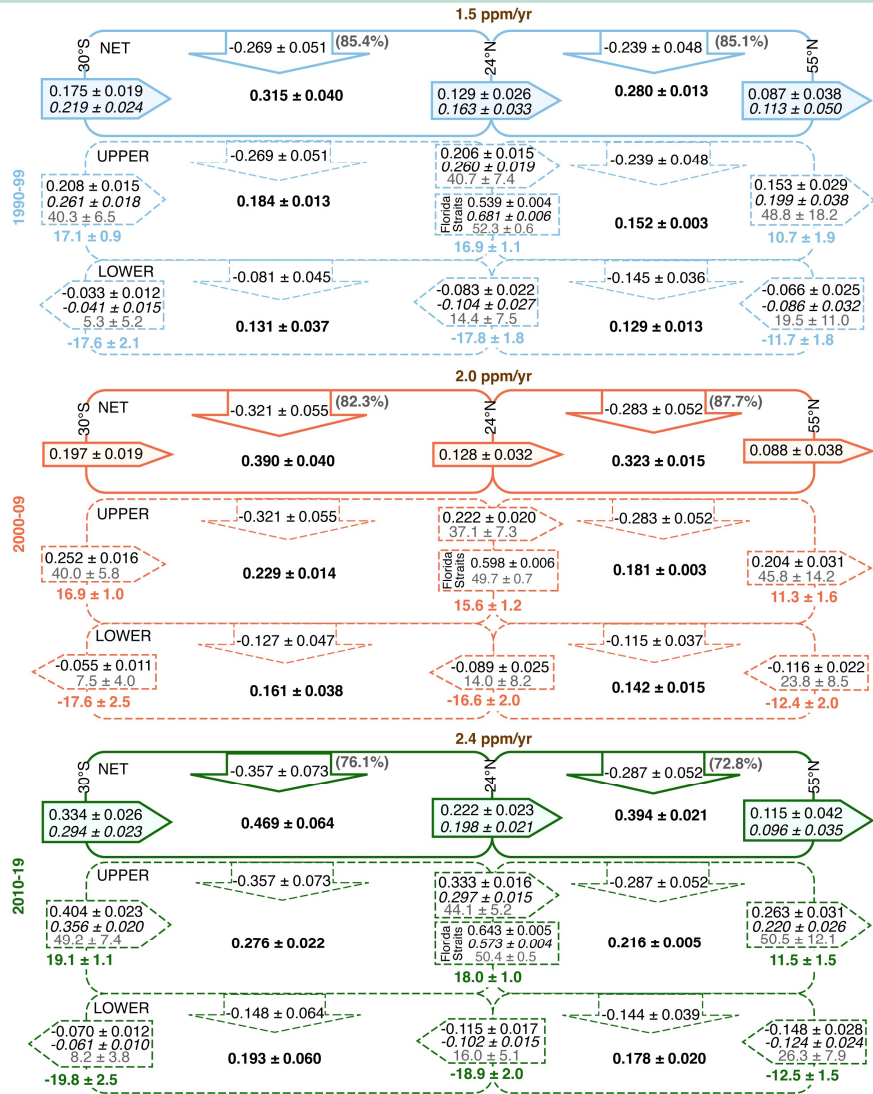 1.5 ppm/yr
1990-99
30°S
NET
-0.269 ± 0.051
(85.4%)
24°N
-0.239 ± 0.048
(85.1%)
55°N
0.175 ± 0.019
0.219 ± 0.024
0.315 ± 0.040
0.129 ± 0.026
0.163 ± 0.033
0.280 ± 0.013
0.087 ± 0.038
0.113 ± 0.050
UPPER
-0.269 ± 0.051
0.206 ± 0.015
0.260 ± 0.019
40.7 ± 7.4
-0.239 ± 0.048
0.208 ± 0.015
0.261 ± 0.018
40.3 ± 6.5
17.1 ± 0.9
0.184 ± 0.013
Florida
Straits
0.539 ± 0.004
0.681 ± 0.006
52.3 ± 0.6
16.9 ± 1.1
0.152 ± 0.003
0.153 ± 0.029
0.199 ± 0.038
48.8 ± 18.2
10.7 ± 1.9
LOWER
-0.081 ± 0.045
-0.145 ± 0.036
-0.033 ± 0.012
-0.041 ± 0.015
5.3 ± 5.2
-17.6 ± 2.1
0.131 ± 0.037
-0.083 ± 0.022
-0.104 ± 0.027
14.4 ± 7.5
-17.8 ± 1.8
0.129 ± 0.013
-0.066 ± 0.025
-0.086 ± 0.032
19.5 ± 11.0
-11.7 ± 1.8
2.0 ppm/yr
2000-09
30°S
NET
-0.321 ± 0.055
(82.3%)
24°N
-0.283 ± 0.052
(87.7%)
55°N
0.197 ± 0.019
0.390 ± 0.040
0.128 ± 0.032
0.323 ± 0.015
0.088 ± 0.038
UPPER
-0.321 ± 0.055
0.222 ± 0.020
37.1 ± 7.3
-0.283 ± 0.052
0.252 ± 0.016
40.0 ± 5.8
16.9 ± 1.0
0.229 ± 0.014
Florida
Straits
0.598 ± 0.006
49.7 ± 0.7
15.6 ± 1.2
0.181 ± 0.003
0.204 ± 0.031
45.8 ± 14.2
11.3 ± 1.6
LOWER
-0.127 ± 0.047
-0.115 ± 0.037
-0.055 ± 0.011
7.5 ± 4.0
-17.6 ± 2.5
0.161 ± 0.038
-0.089 ± 0.025
14.0 ± 8.2
-16.6 ± 2.0
0.142 ± 0.015
-0.116 ± 0.022
23.8 ± 8.5
-12.4 ± 2.0
2.4 ppm/yr
2010-19
30°S
NET
-0.357 ± 0.073
(76.1%)
24°N
-0.287 ± 0.052
(72.8%)
55°N
0.334 ± 0.026
0.294 ± 0.023
0.469 ± 0.064
0.222 ± 0.023
0.198 ± 0.021
0.394 ± 0.021
0.115 ± 0.042
0.096 ± 0.035
UPPER
-0.357 ± 0.073
0.333 ± 0.016
0.297 ± 0.015
44.1 ± 5.2
-0.287 ± 0.052
0.404 ± 0.023
0.356 ± 0.020
49.2 ± 7.4
19.1 ± 1.1
0.276 ± 0.022
Florida
Straits
0.643 ± 0.005
0.573 ± 0.004
50.4 ± 0.5
18.0 ± 1.0
0.216 ± 0.005
0.263 ± 0.031
0.220 ± 0.026
50.5 ± 12.1
11.5 ± 1.5
LOWER
-0.148 ± 0.064
-0.144 ± 0.039
-0.070 ± 0.012
-0.061 ± 0.010
8.2 ± 3.8
-19.8 ± 2.5
0.193 ± 0.060
-0.115 ± 0.017
-0.102 ± 0.015
16.0 ± 5.1
-18.9 ± 2.0
0.178 ± 0.020
-0.148 ± 0.028
-0.124 ± 0.024
26.3 ± 7.9
-12.5 ± 1.5